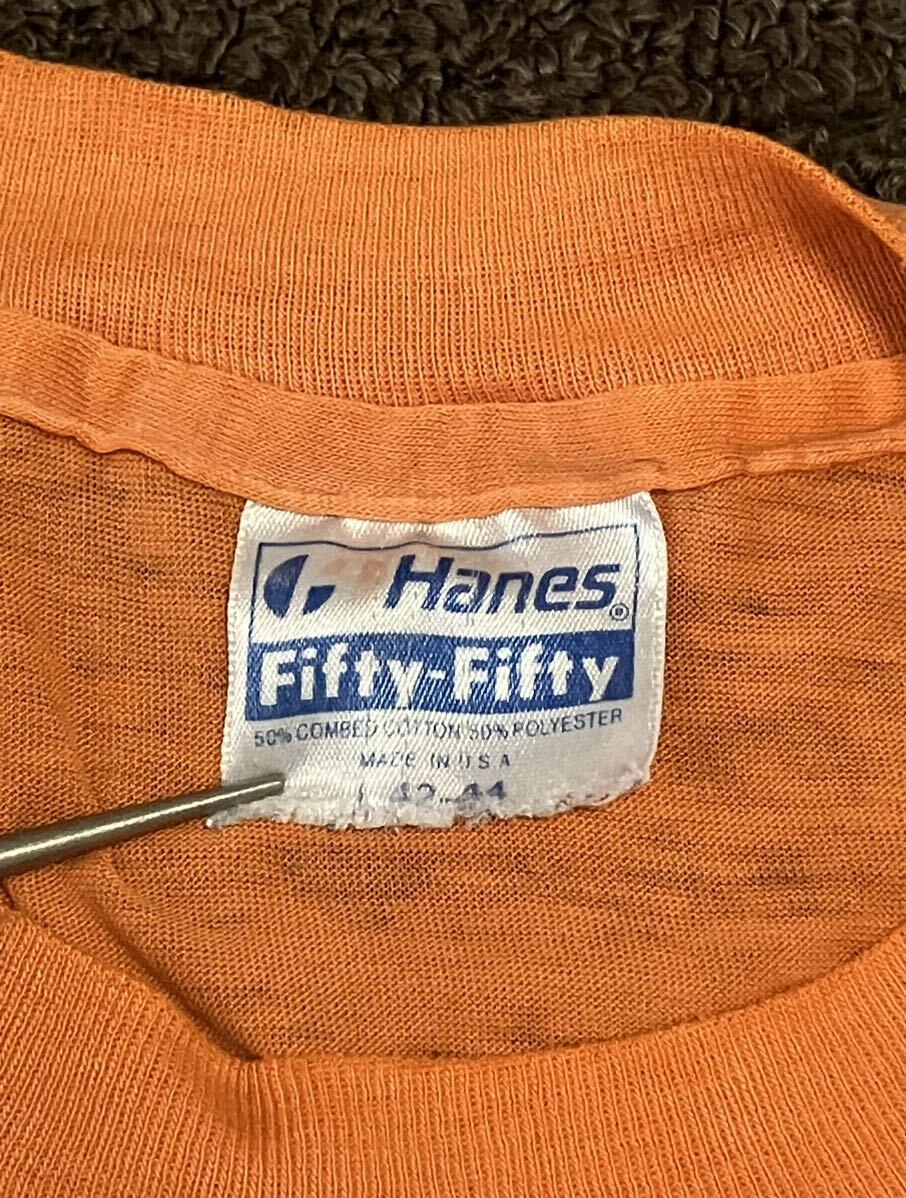 Hanes®
Fifty-Fifty
50% COMBED COTTON 50% POLYESTER
MADE IN U S A
L 42-44